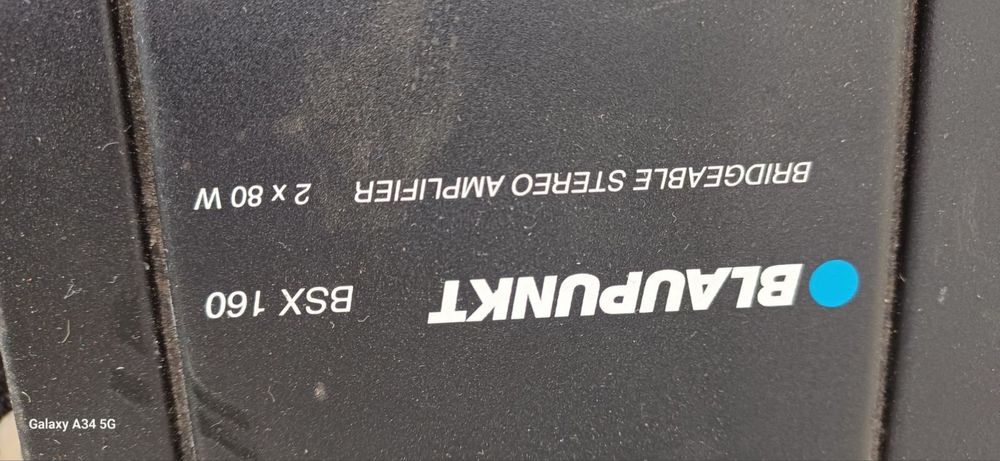 BLAUPUNKT BSX 160
BRIDGEABLE STEREO AMPLIFIER 2 x 80 W
Galaxy A34 5G